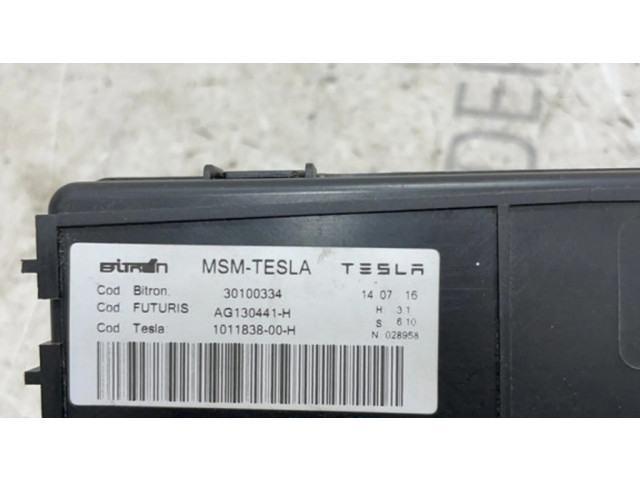 BITRON MSM-TESLA TESLA
Cod Bitron. 30100334 14 07 16
Cod FUTURIS AG130441-H H 3.1
Cod Tesla 1011838-00-H S 6.10
N 028958